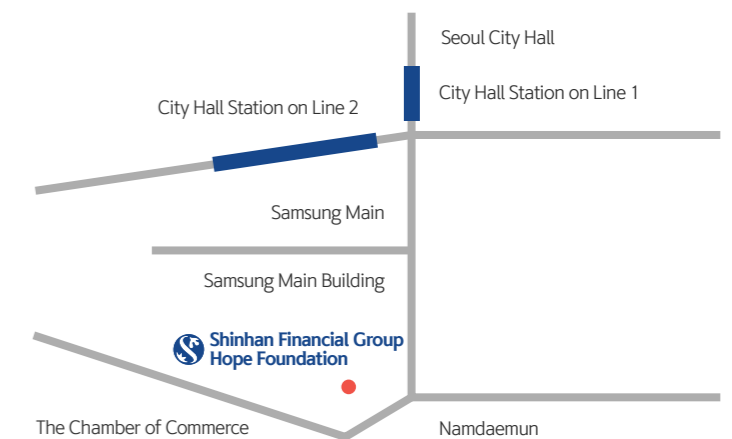 Seoul City Hall
City Hall Station on Line 1
City Hall Station on Line 2
Samsung Main
Samsung Main Building
Shinhan Financial Group
Hope Foundation
The Chamber of Commerce
Namdaemun